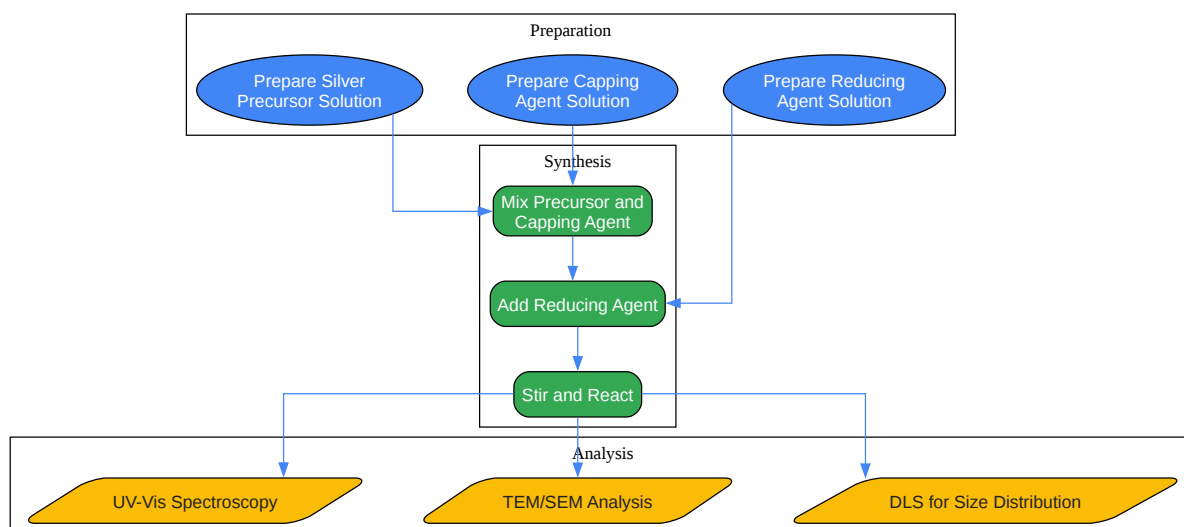 Preparation
Prepare Silver
Precursor Solution
Prepare Capping
Agent Solution
Prepare Reducing
Agent Solution
Synthesis
Mix Precursor and
Capping Agent
Add Reducing Agent
Stir and React
Analysis
UV-Vis Spectroscopy
TEM/SEM Analysis
DLS for Size Distribution